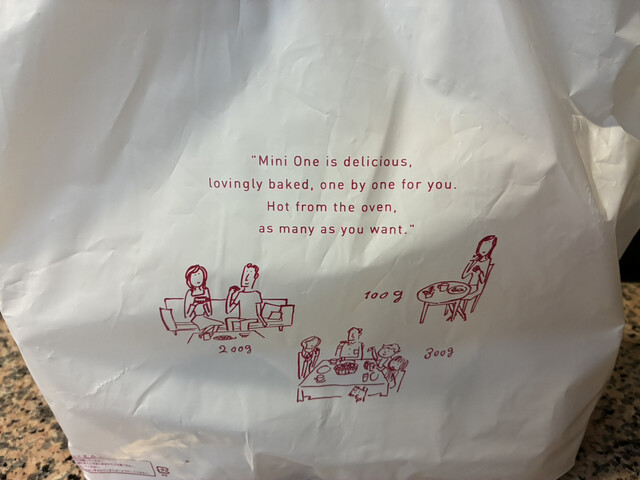 "Mini One is delicious,
lovingly baked, one by one for you.
Hot from the oven,
as many as you want."
100g
200g
300g